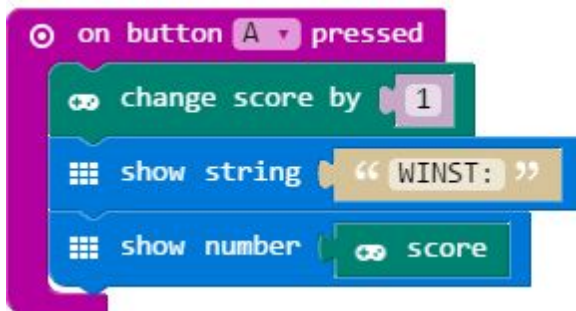 on button A pressed
change score by 1
show string “ WINST: ”
show number score